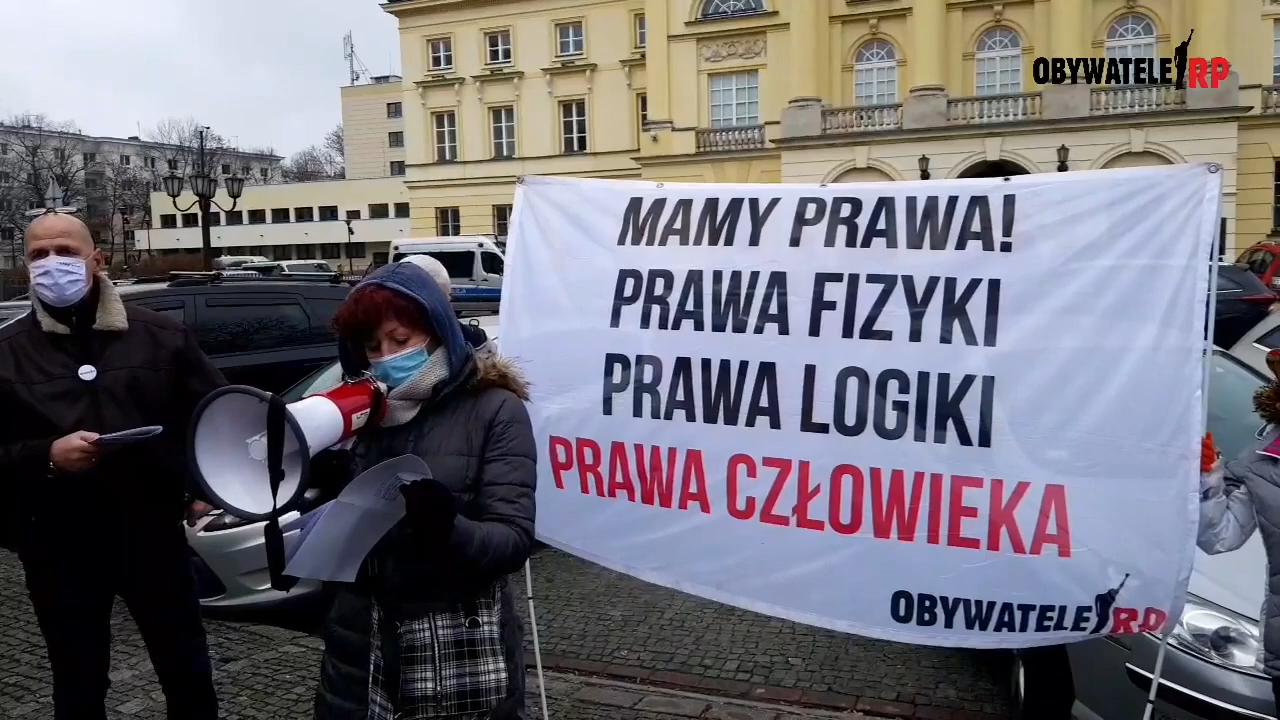 OBYWATELE RP
MAMY PRAWA!
PRAWA FIZYKI
PRAWA LOGIKI
PRAWA CZŁOWIEKA
OBYWATELE RP